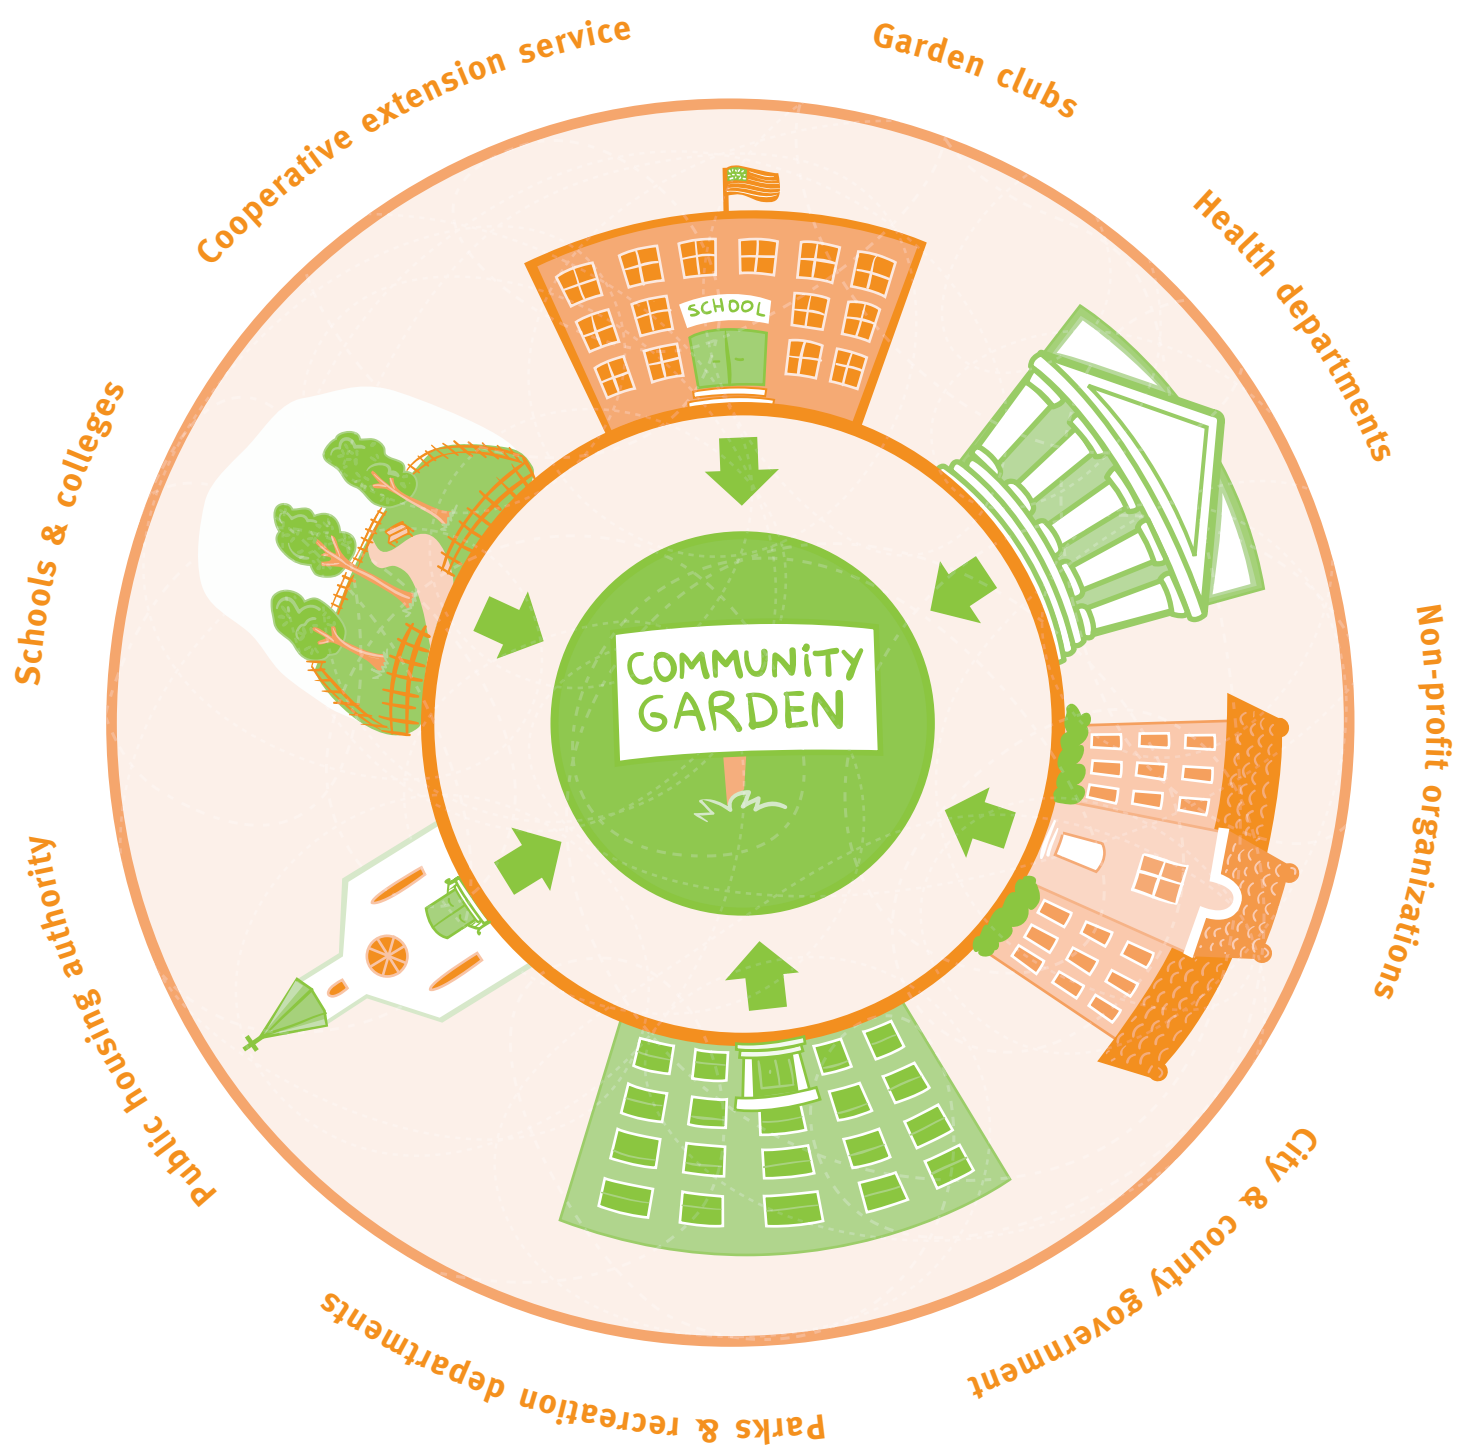 Cooperative extension service
Garden clubs
Health departments
Non-profit organizations
City & county government
Parks & recreation department
Public housing authority
Schools & colleges
SCHOOL
COMMUNITY
GARDEN